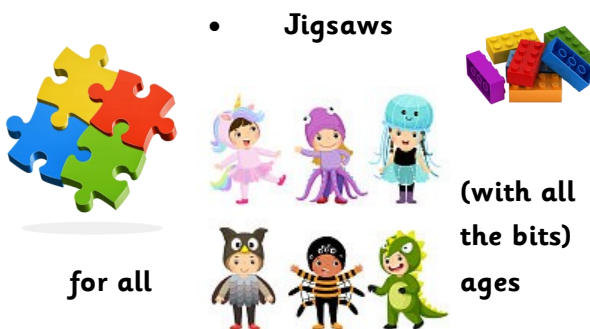 • Jigsaws
(with all
the bits)
for all ages